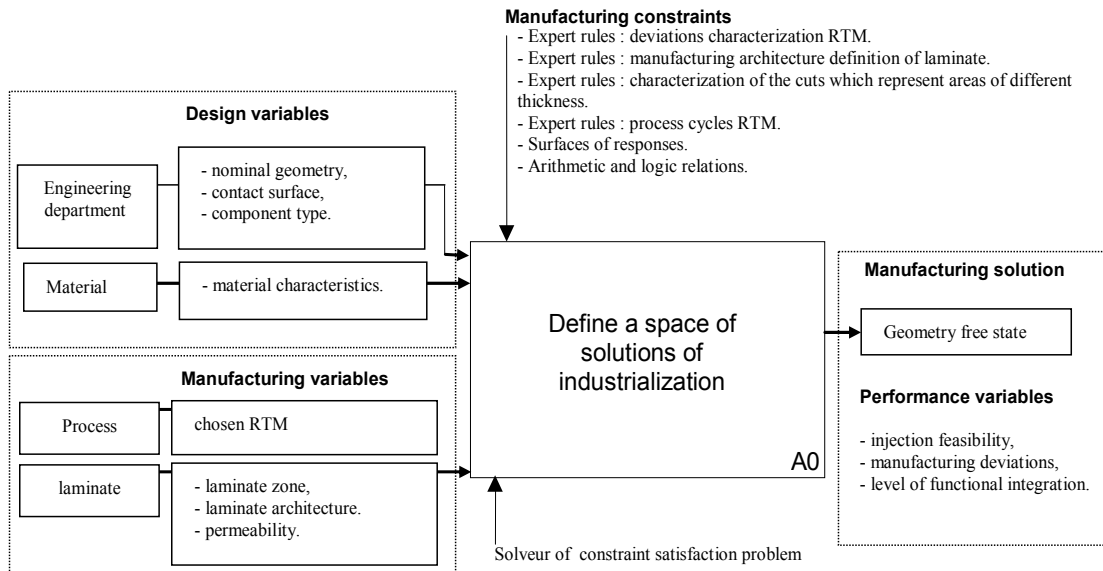 Manufacturing constraints
- Expert rules : deviations characterization RTM.
- Expert rules : manufacturing architecture definition of laminate.
- Expert rules : characterization of the cuts which represent areas of different
thickness.
- Expert rules : process cycles RTM.
- Surfaces of responses.
- Arithmetic and logic relations.
Design variables
Engineering
department
- nominal geometry,
- contact surface,
- component type.
Material
- material characteristics.
Manufacturing variables
Process
chosen RTM
laminate
- laminate zone,
- laminate architecture.
- permeability.
Define a space of
solutions of
industrialization
A0
Solveur of constraint satisfaction problem
Manufacturing solution
Geometry free state
Performance variables
- injection feasibility,
- manufacturing deviations,
- level of functional integration.